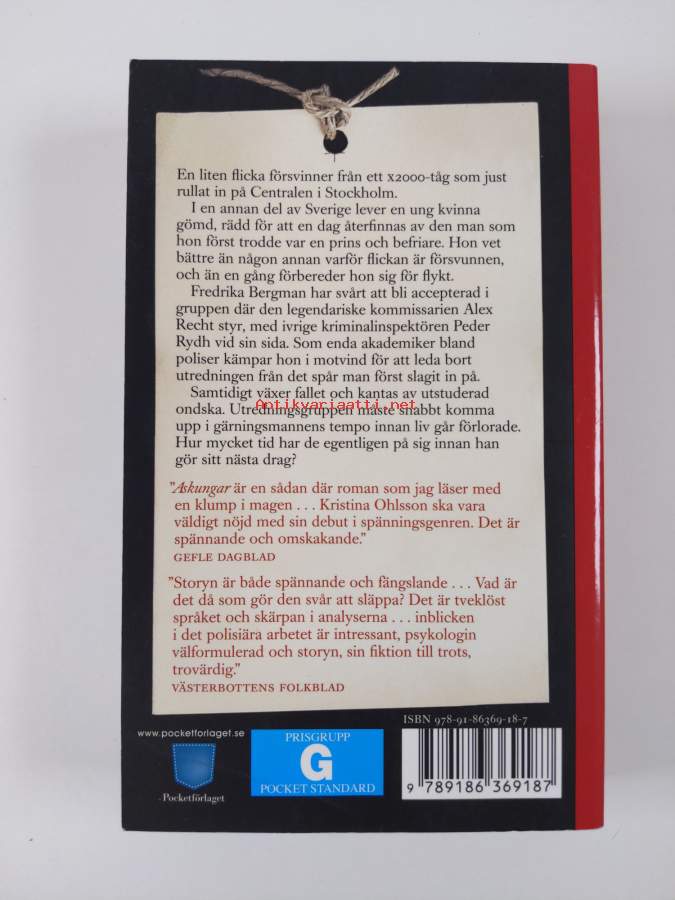 En liten flicka försvinner från ett X2000-tåg som just
rullat in på Centralen i Stockholm.
I en annan del av Sverige lever en ung kvinna
gömd, rädd för att en dag återfinnas av den man som
hon först trodde var en prins och befriare. Hon vet
bättre än någon annan varför flickan är försvunnen,
och än en gång förbereder hon sig för flykt.
Fredrika Bergman har svårt att bli accepterad i
gruppen där den legendariske kommissarien Alex
Recht styr, med ivrige kriminalinspektören Peder
Rydh vid sin sida. Som enda akademiker bland
poliser kämpar hon i motvind för att leda bort
utredningen från det spår man först slagit in på.
Samtidigt växer fallet och kantas av utstuderad
Antikvariaatti.net
ondska. Utredningsgruppen måste snabbt komma
upp i gärningsmannens tempo innan liv går förlorade.
Hur mycket tid har de egentligen på sig innan han
gör sitt nästa drag?
”Askungar är en sådan där roman som jag läser med
en klump i magen . . . Kristina Ohlsson ska vara
väldigt nöjd med sin debut i spänningsgenren. Det är
spännande och omskakande.”
GEFLE DAGBLAD
”Storyn är både spännande och fängslande . . . Vad är
det då som gör den svår att släppa? Det är tveklöst
språket och skärpan i analyserna . . . inblicken
i det polisiära arbetet är intressant, psykologin
välformulerad och storyn, sin fiktion till trots,
trovärdig.”
VÄSTERBOTTENS FOLKBLAD
www.pocketforlaget.se
Pocketförlaget
PRISGRUPP
G
POCKET STANDARD
ISBN 978-91-86369-18-7
9 789186 369187